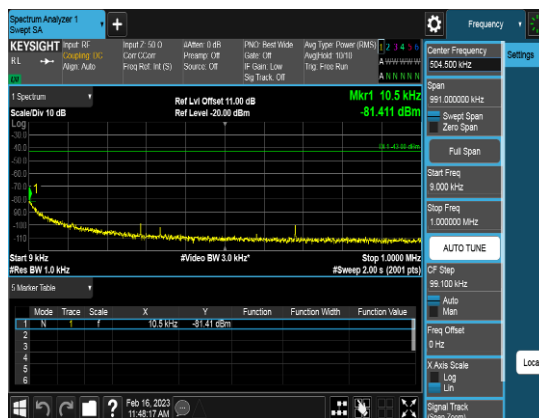 Spectrum Analyzer 1
Swept SA
+
Frequency
KEYSIGHT
RL
Input: RF
Coupling: DC
Align: Auto
Input Z: 50 Ω
Corr CCorr
Freq Ref: Int (S)
#Atten: 0 dB
Preamp: Off
Source: Off
PNO: Best Wide
Gate: Off
IF Gain: Low
Sig Track: Off
Avg Type: Power (RMS)
Avg|Hold: 10/10
Trig: Free Run
1 2 3 4 5 6
A W W W W W
A N N N N N
1 Spectrum
Scale/Div 10 dB
Ref Lvl Offset 11.00 dB
Ref Level -20.00 dBm
Mkr1 10.5 kHz
-81.411 dBm
Log
-30.0
-40.0
-50.0
-60.0
-70.0
-80.0
-90.0
-100
-110
1
Start 9 kHz
#Res BW 1.0 kHz
#Video BW 3.0 kHz*
Stop 1.0000 MHz
#Sweep 2.00 s (2001 pts)
5 Marker Table
Mode Trace Scale X Y Function Function Width Function Value
1 N 1 f 10.5 kHz -81.41 dBm
2
3
4
5
6
Center Frequency
504.500 kHz
Span
991.000000 kHz
Swept Span
Zero Span
Full Span
Start Freq
9.000 kHz
Stop Freq
1.000000 MHz
AUTO TUNE
CF Step
99.100 kHz
Auto
Man
Freq Offset
0 Hz
X Axis Scale
Log
Lin
Signal Track
(Span Zoom)
Settings
Loca
?
Feb 16, 2023
11:48:17 AM